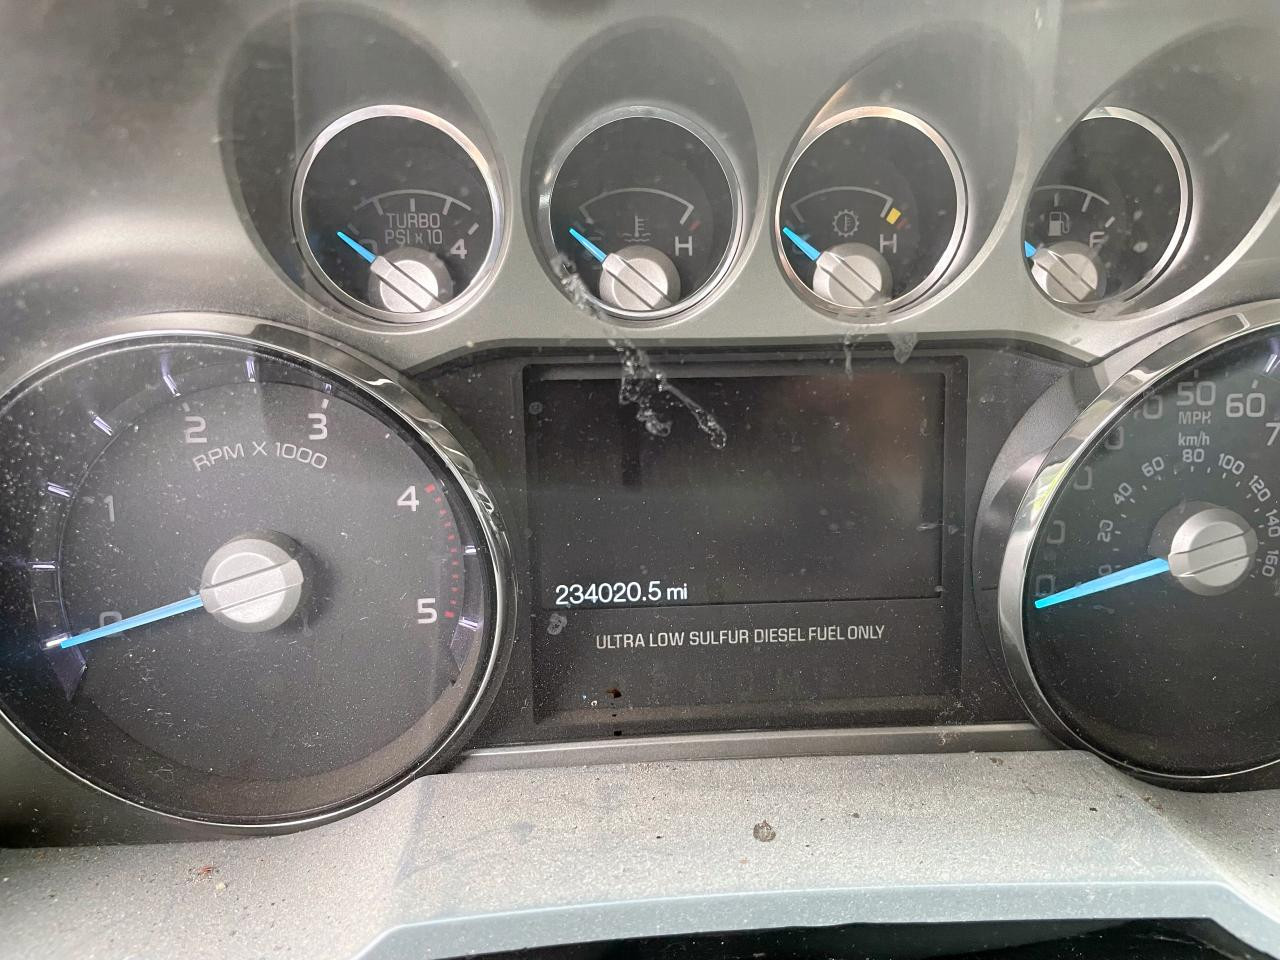 TURBO
PSI x 10
4
H
H
F
2
3
RPM X 1000
1
4
0
5
234020.5 mi
ULTRA LOW SULFUR DIESEL FUEL ONLY
50
60
MPH
km/h
20
40
60
80
100
120
140
160